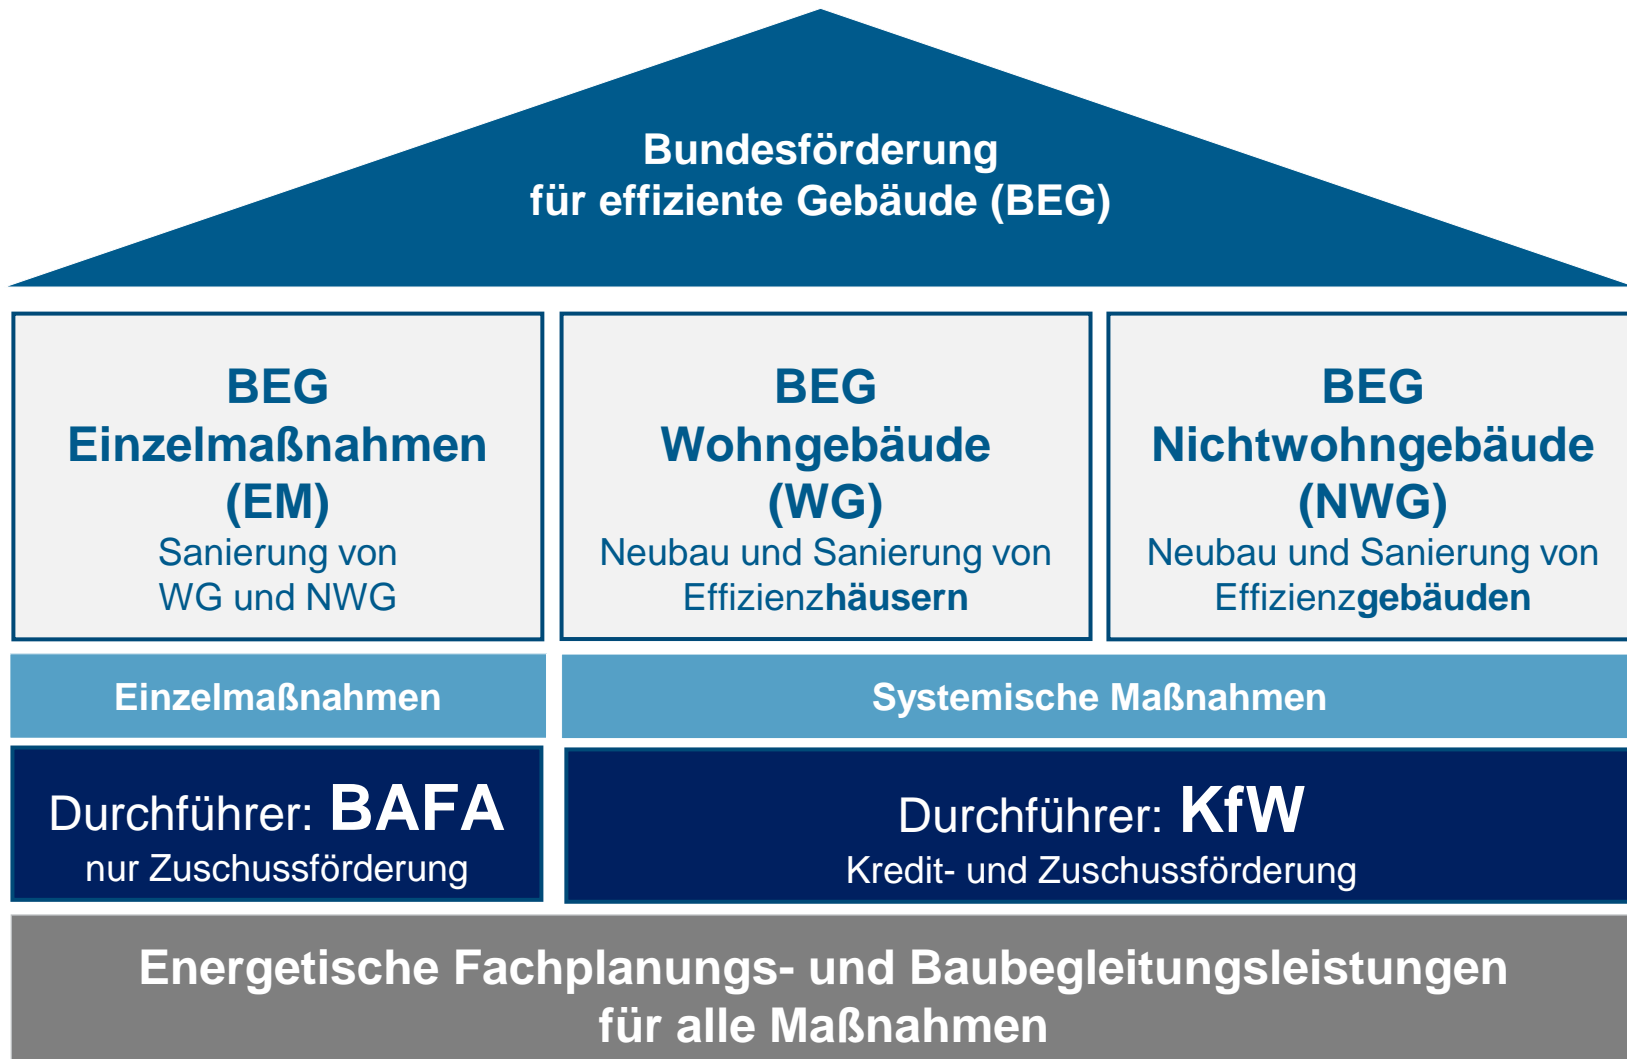 Bundesförderung
für effiziente Gebäude (BEG)
BEG
Einzelmaßnahmen
(EM)
Sanierung von
WG und NWG
BEG
Wohngebäude
(WG)
Neubau und Sanierung von
Effizienzhäusern
BEG
Nichtwohngebäude
(NWG)
Neubau und Sanierung von
Effizienzgebäuden
Einzelmaßnahmen
Systemische Maßnahmen
Durchführer: BAFA
nur Zuschussförderung
Durchführer: KfW
Kredit- und Zuschussförderung
Energetische Fachplanungs- und Baubegleitungsleistungen
für alle Maßnahmen